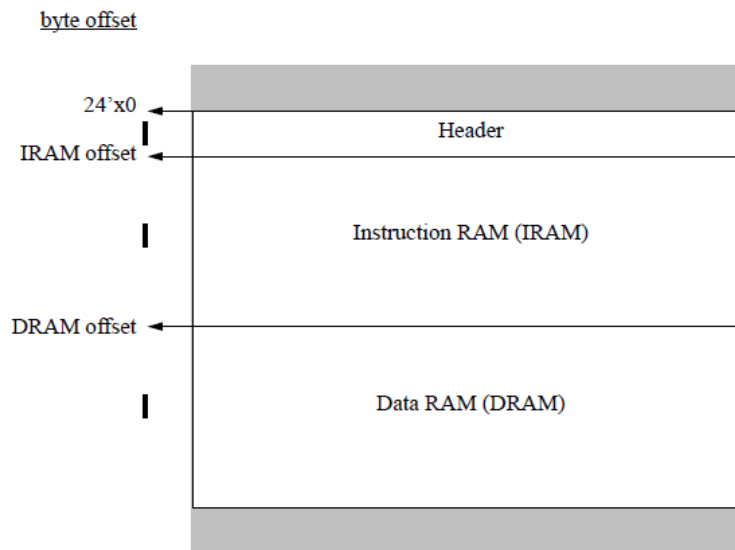 byte offset
24’x0
Header
IRAM offset
Instruction RAM (IRAM)
DRAM offset
Data RAM (DRAM)